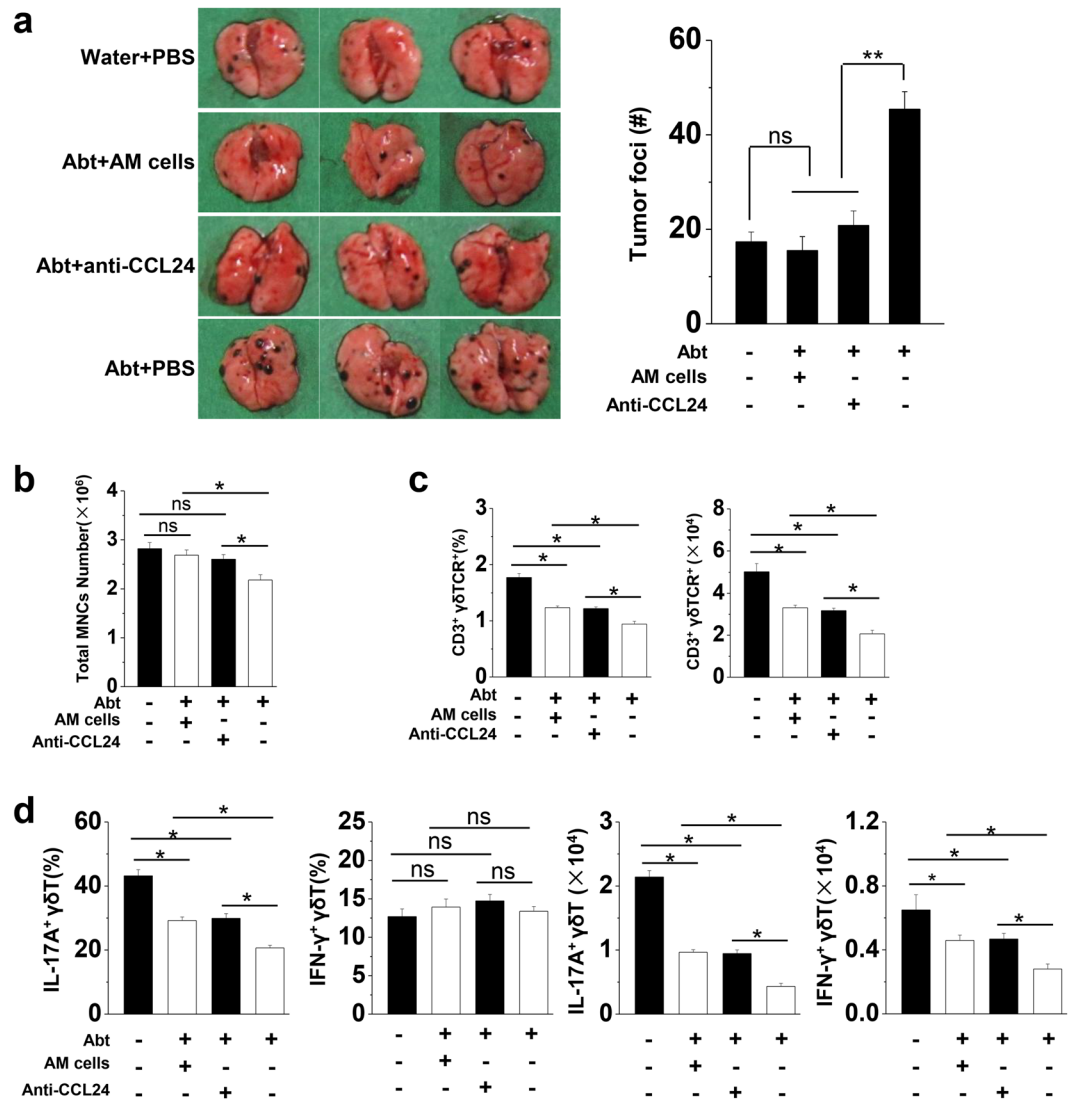 a
Water+PBS
Abt+AM cells
Abt+anti-CCL24
Abt+PBS
Tumor foci (#)
60
40
20
0
ns
**
Abt - + + +
AM cells - + - -
Anti-CCL24 - - + -
b
Total MNCs Number(×10⁶)
4
3
2
1
0
ns
ns
*
*
Abt - + + +
AM cells - + - -
Anti-CCL24 - - + -
c
CD3⁺ γδTCR⁺(%)
3
2
1
0
*
*
*
*
CD3⁺ γδTCR⁺ (×10⁴)
8
6
4
2
0
*
*
*
*
Abt - + + + - + + +
AM cells - + - - - + - -
Anti-CCL24 - - + - - - + -
d
IL-17A⁺ γδT(%)
60
40
20
0
*
*
*
*
IFN-γ⁺ γδT(%)
25
20
15
10
5
0
ns
ns
ns
ns
IL-17A⁺ γδT (×10⁴)
3
2
1
0
*
*
*
*
IFN-γ⁺ γδT(×10⁴)
1.2
0.8
0.4
0.0
*
*
*
*
Abt - + + + - + + + - + + + - + + +
AM cells - + - - - + - - - + - - - + - -
Anti-CCL24 - - + - - - + - - - + - - - + -